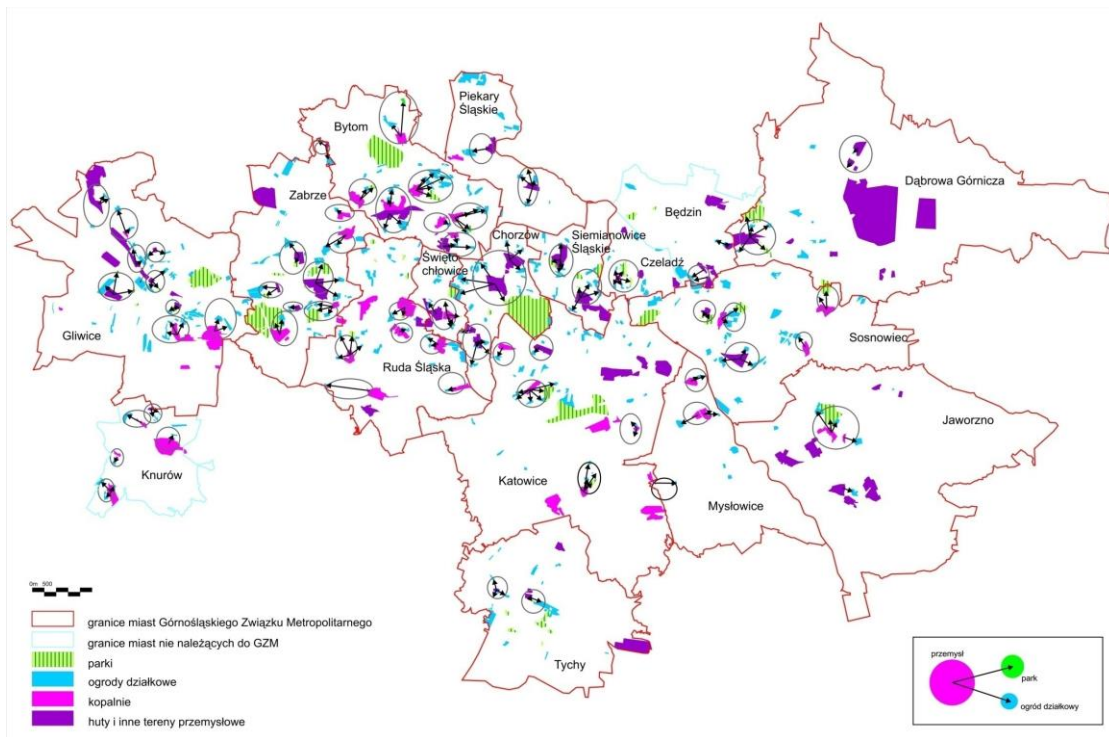 Piekary
Śląskie
Bytom
Dąbrowa Górnicza
Zabrze
Będzin
Chorzów
Siemianowice
Śląskie
Święto
chłowice
Czeladź
Gliwice
Sosnowiec
Ruda Śląska
Jaworzno
Knurów
Katowice
Mysłowice
Tychy
0m 500
granice miast Górnośląskiego Związku Metropolitarnego
granice miast nie należących do GZM
parki
ogrody działkowe
kopalnie
huty i inne tereny przemysłowe
przemysł
park
ogród działkowy